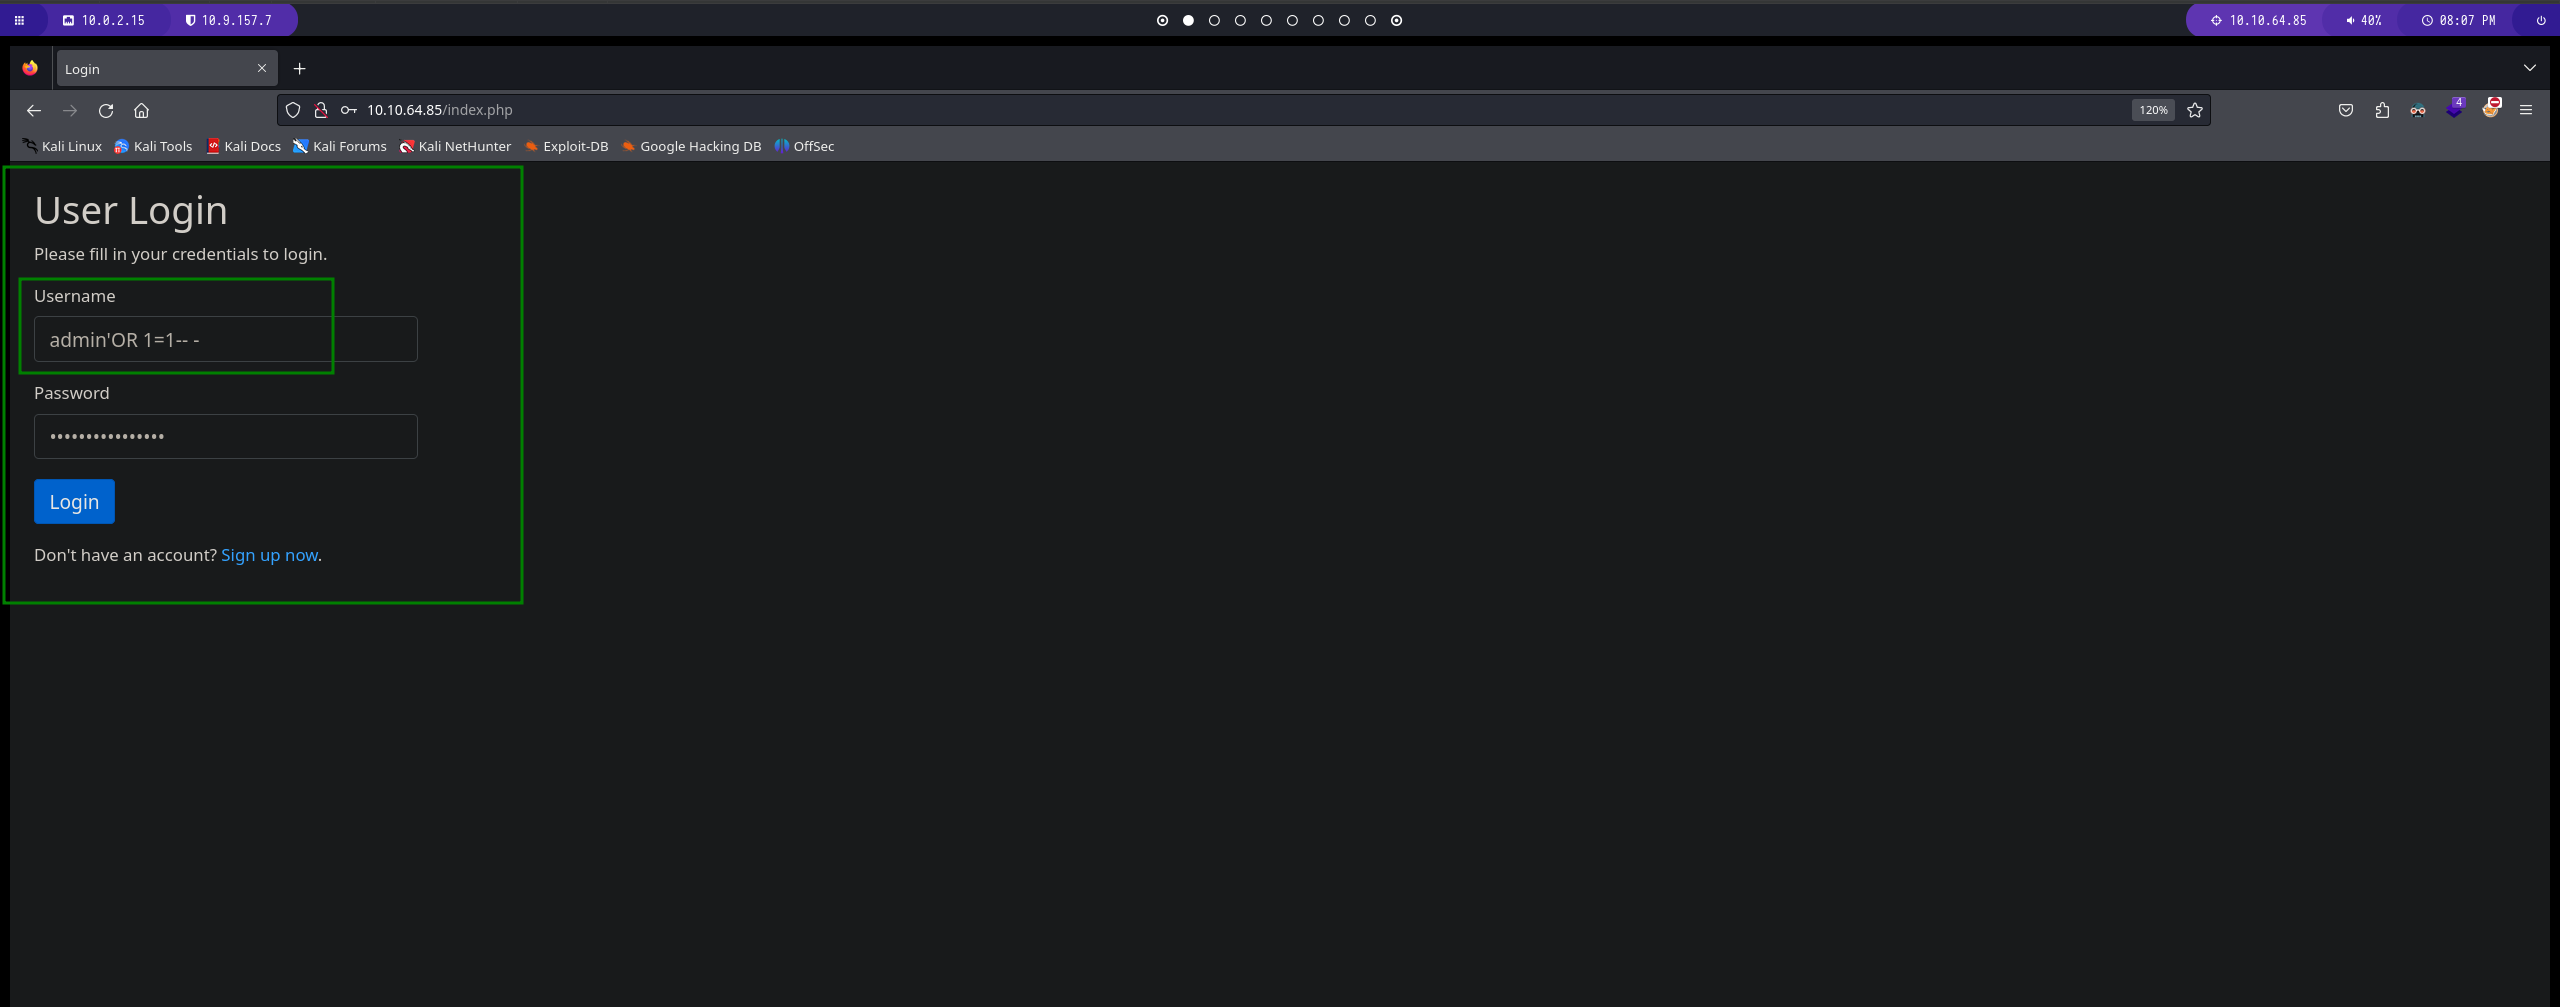 10.0.2.15 10.9.157.7 10.10.64.85 40% 08:07 PM
Login
10.10.64.85/index.php 120% 4
Kali Linux Kali Tools Kali Docs Kali Forums Kali NetHunter Exploit-DB Google Hacking DB OffSec
User Login
Please fill in your credentials to login.
Username
admin'OR 1=1-- -
Password
••••••••••••••••
Login
Don't have an account? Sign up now.